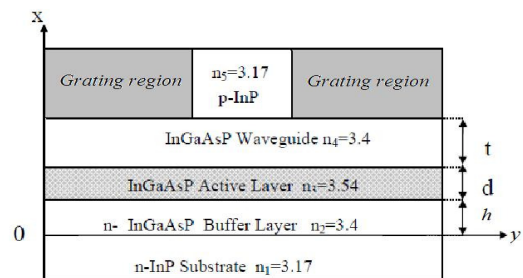 x
Grating region
n₅=3.17
p-InP
Grating region
InGaAsP Waveguide n₄=3.4
t
InGaAsP Active Layer n₃=3.54
d
n- InGaAsP Buffer Layer n₂=3.4
h
0
y
n-InP Substrate n₁=3.17